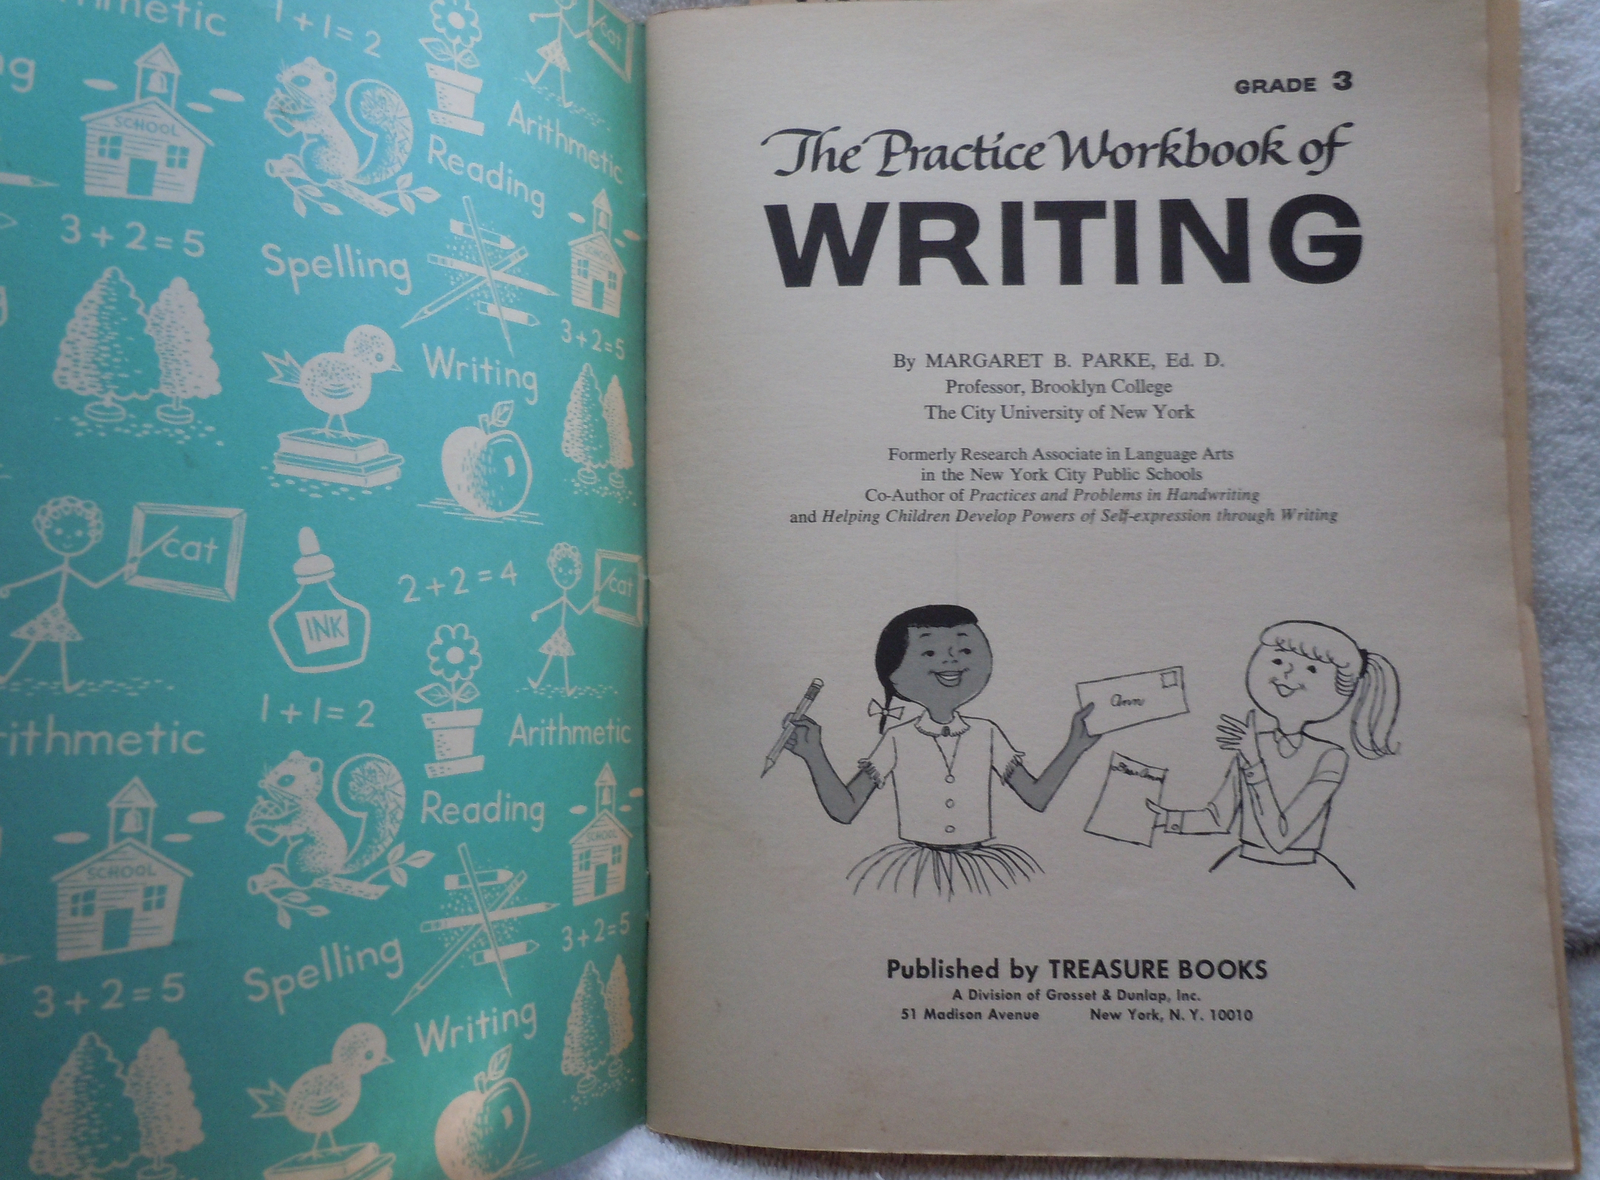 1 + 1 = 2
cat
SCHOOL
Arithmetic
Reading
3 + 2 = 5
Spelling
SCHOOL
3 + 2 = 5
Writing
cat
INK
2 + 2 = 4
cat
1 + 1 = 2
Arithmetic
Reading
SCHOOL
SCHOOL
3 + 2 = 5
Spelling
3 + 2 = 5
Writing
GRADE 3
The Practice Workbook of
WRITING
By MARGARET B. PARKE, Ed. D.
Professor, Brooklyn College
The City University of New York
Formerly Research Associate in Language Arts
in the New York City Public Schools
Co-Author of Practices and Problems in Handwriting
and Helping Children Develop Powers of Self-expression through Writing
Ann
Dear Ann
Published by TREASURE BOOKS
A Division of Grosset & Dunlap, Inc.
51 Madison Avenue New York, N. Y. 10010